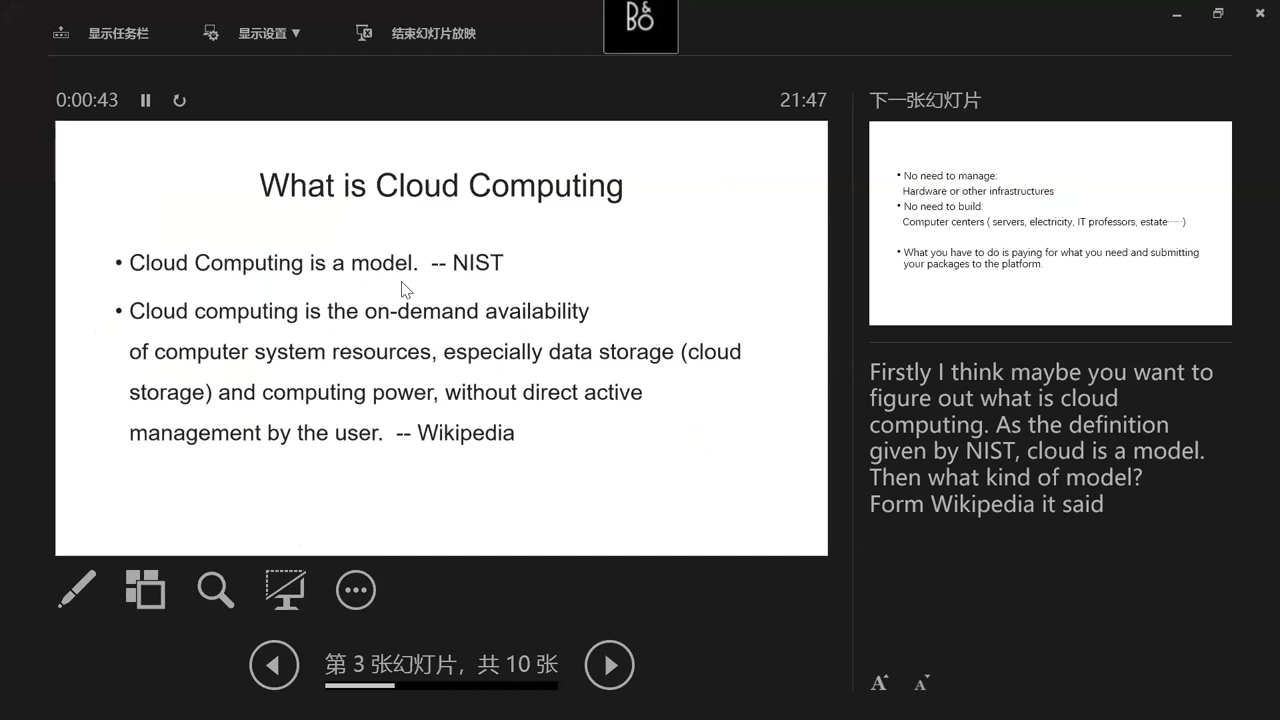 显示任务栏
显示设置 ▼
结束幻灯片放映
B&O
0:00:43
21:47
下一张幻灯片
What is Cloud Computing
• Cloud Computing is a model.  -- NIST
• Cloud computing is the on-demand availability
of computer system resources, especially data storage (cloud
storage) and computing power, without direct active
management by the user.  -- Wikipedia
• No need to manage:
Hardware or other infrastructures
• No need to build:
Computer centers ( servers, electricity, IT professors, estate······)
• What you have to do is paying for what you need and submitting
your packages to the platform.
Firstly I think maybe you want to
figure out what is cloud
computing. As the definition
given by NIST, cloud is a model.
Then what kind of model?
Form Wikipedia it said
第 3 张幻灯片，共 10 张
A A